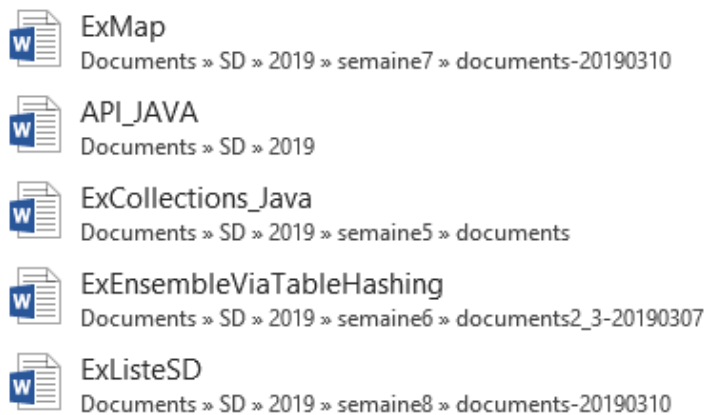 ExMap
Documents » SD » 2019 » semaine7 » documents-20190310
API_JAVA
Documents » SD » 2019
ExCollections_Java
Documents » SD » 2019 » semaine5 » documents
ExEnsembleViaTableHashing
Documents » SD » 2019 » semaine6 » documents2_3-20190307
ExListeSD
Documents » SD » 2019 » semaine8 » documents-20190310